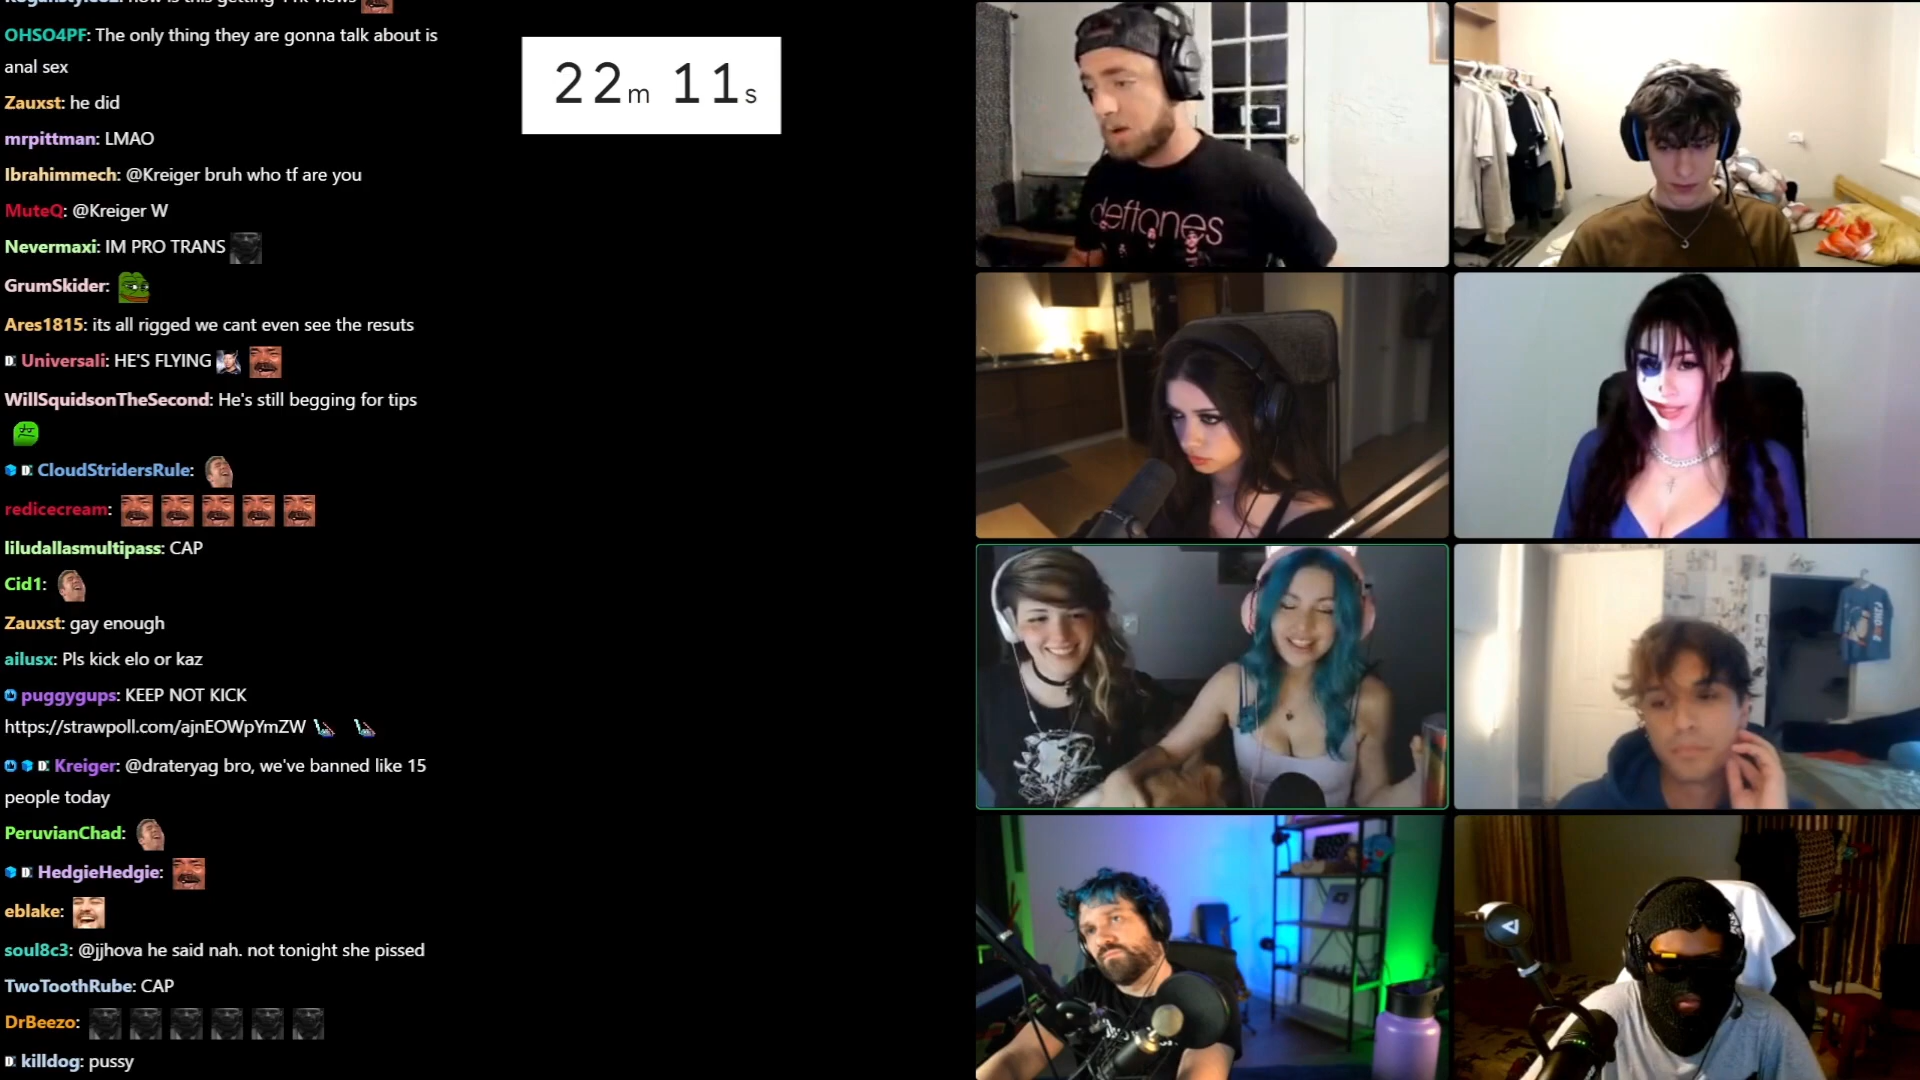 OHSO4PF: The only thing they are gonna talk about is
anal sex
Zauxst: he did
mrpittman: LMAO
Ibrahimmech: @Kreiger bruh who tf are you
MuteQ: @Kreiger W
Nevermaxi: IM PRO TRANS
GrumSkider:
Ares1815: its all rigged we cant even see the resuts
Universali: HE'S FLYING
WillSquidsonTheSecond: He's still begging for tips
CloudStridersRule:
redicecream:
liludallasmultipass: CAP
Cid1:
Zauxst: gay enough
ailusx: Pls kick elo or kaz
puggygups: KEEP NOT KICK
https://strawpoll.com/ajnEOWpYmZW
Kreiger: @drateryag bro, we've banned like 15
people today
PeruvianChad:
HedgieHedgie:
eblake:
soul8c3: @jjhova he said nah. not tonight she pissed
TwoToothRube: CAP
DrBeezo:
killdog: pussy
22m 11s
deftones